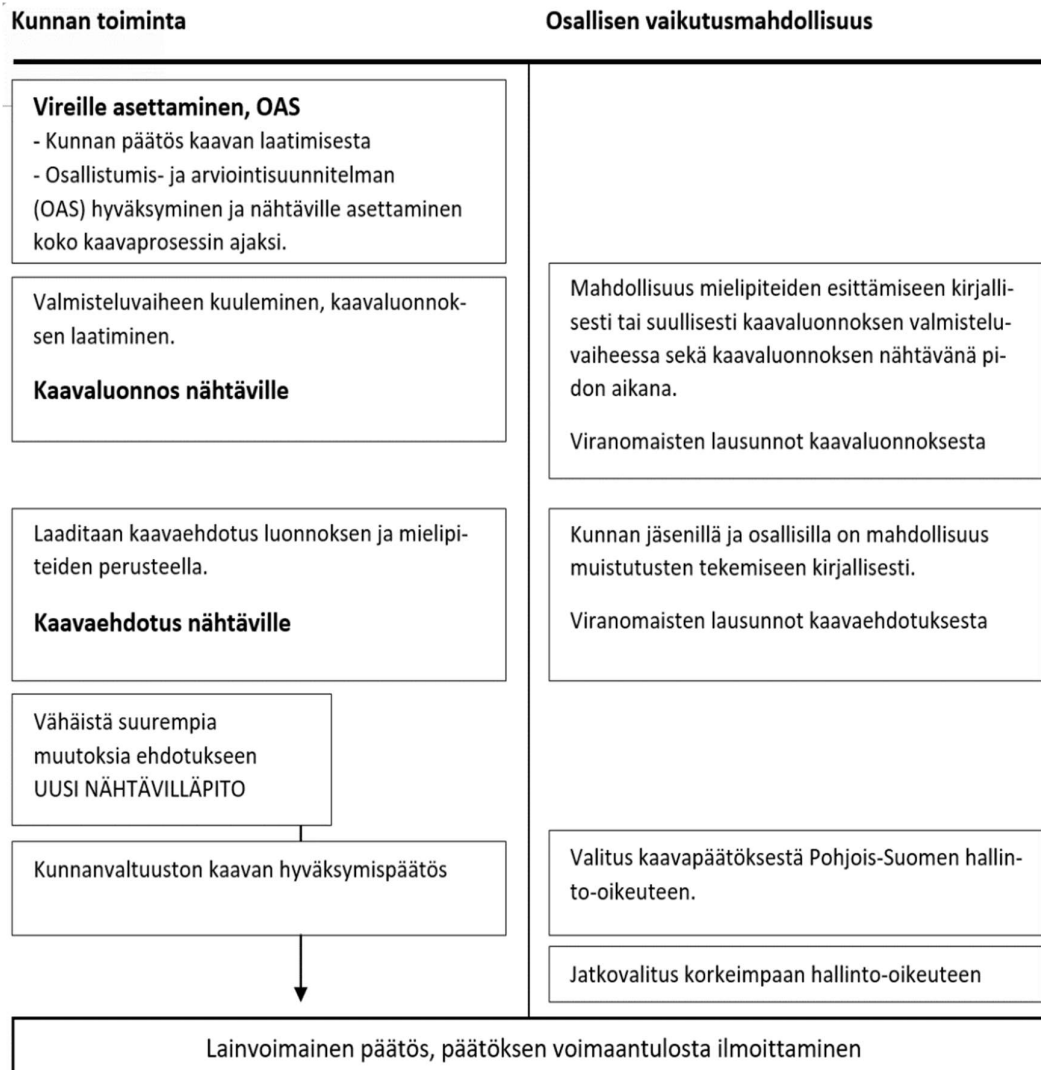 Kunnan toiminta
Osallisen vaikutusmahdollisuus
Vireille asettaminen, OAS
- Kunnan päätös kaavan laatimisesta
- Osallistumis- ja arviointisuunnitelman
(OAS) hyväksyminen ja nähtäville asettaminen
koko kaavaprosessin ajaksi.
Valmisteluvaiheen kuuleminen, kaavaluonnok-
sen laatiminen.
Kaavaluonnos nähtäville
Mahdollisuus mielipiteiden esittämiseen kirjalli-
sesti tai suullisesti kaavaluonnoksen valmistelu-
vaiheessa sekä kaavaluonnoksen nähtävänä pi-
don aikana.
Viranomaisten lausunnot kaavaluonnoksesta
Laaditaan kaavaehdotus luonnoksen ja mielipi-
teiden perusteella.
Kaavaehdotus nähtäville
Kunnan jäsenillä ja osallisilla on mahdollisuus
muistutusten tekemiseen kirjallisesti.
Viranomaisten lausunnot kaavaehdotuksesta
Vähäistä suurempia
muutoksia ehdotukseen
UUSI NÄHTÄVILLÄPITO
Kunnanvaltuuston kaavan hyväksymispäätös
Valitus kaavapäätöksestä Pohjois-Suomen hallin-
to-oikeuteen.
Jatkovalitus korkeimpaan hallinto-oikeuteen
Lainvoimainen päätös, päätöksen voimaantulosta ilmoittaminen